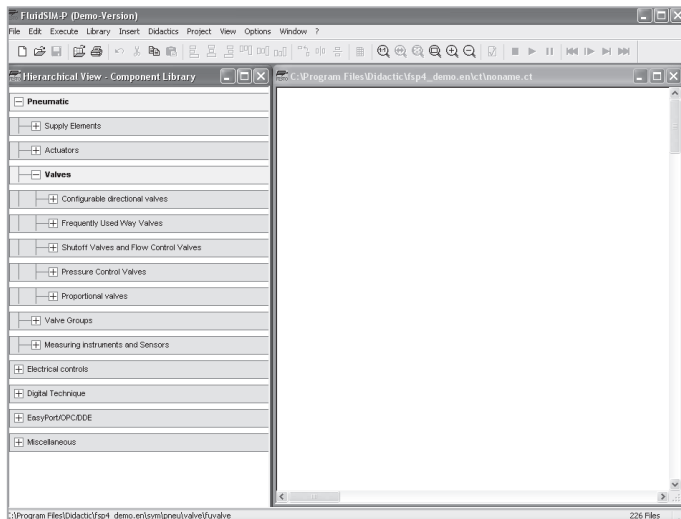 FluidSIM-P (Demo-Version)
File Edit Execute Library Insert Didactics Project View Options Window ?
Hierarchical View - Component Library
C:\Program Files\Didactic\fsp4_demo.en\ct\noname.ct
Pneumatic
Supply Elements
Actuators
Valves
Configurable directional valves
Frequently Used Way Valves
Shutoff Valves and Flow Control Valves
Pressure Control Valves
Proportional valves
Valve Groups
Measuring instruments and Sensors
Electrical controls
Digital Technique
EasyPort/OPC/DDE
Miscellaneous
C:\Program Files\Didactic\fsp4_demo.en\sym\pneu\valve\fuvalve 226 Files